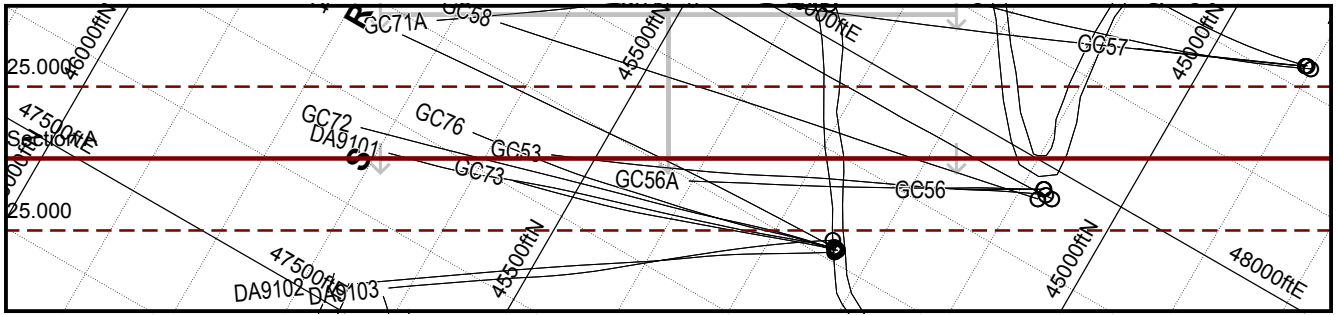 R
GC71A
GC58
000ftE
46000ftN
45500ftN
GC57
45000ftN
25.000
47500ftE
GC72
GC76
DA9101
Section A
S
GC53
GC73
GC56A
GC56
25.000
45500ftN
45000ftN
48000ftE
47500ftE
DA9102
DA9103